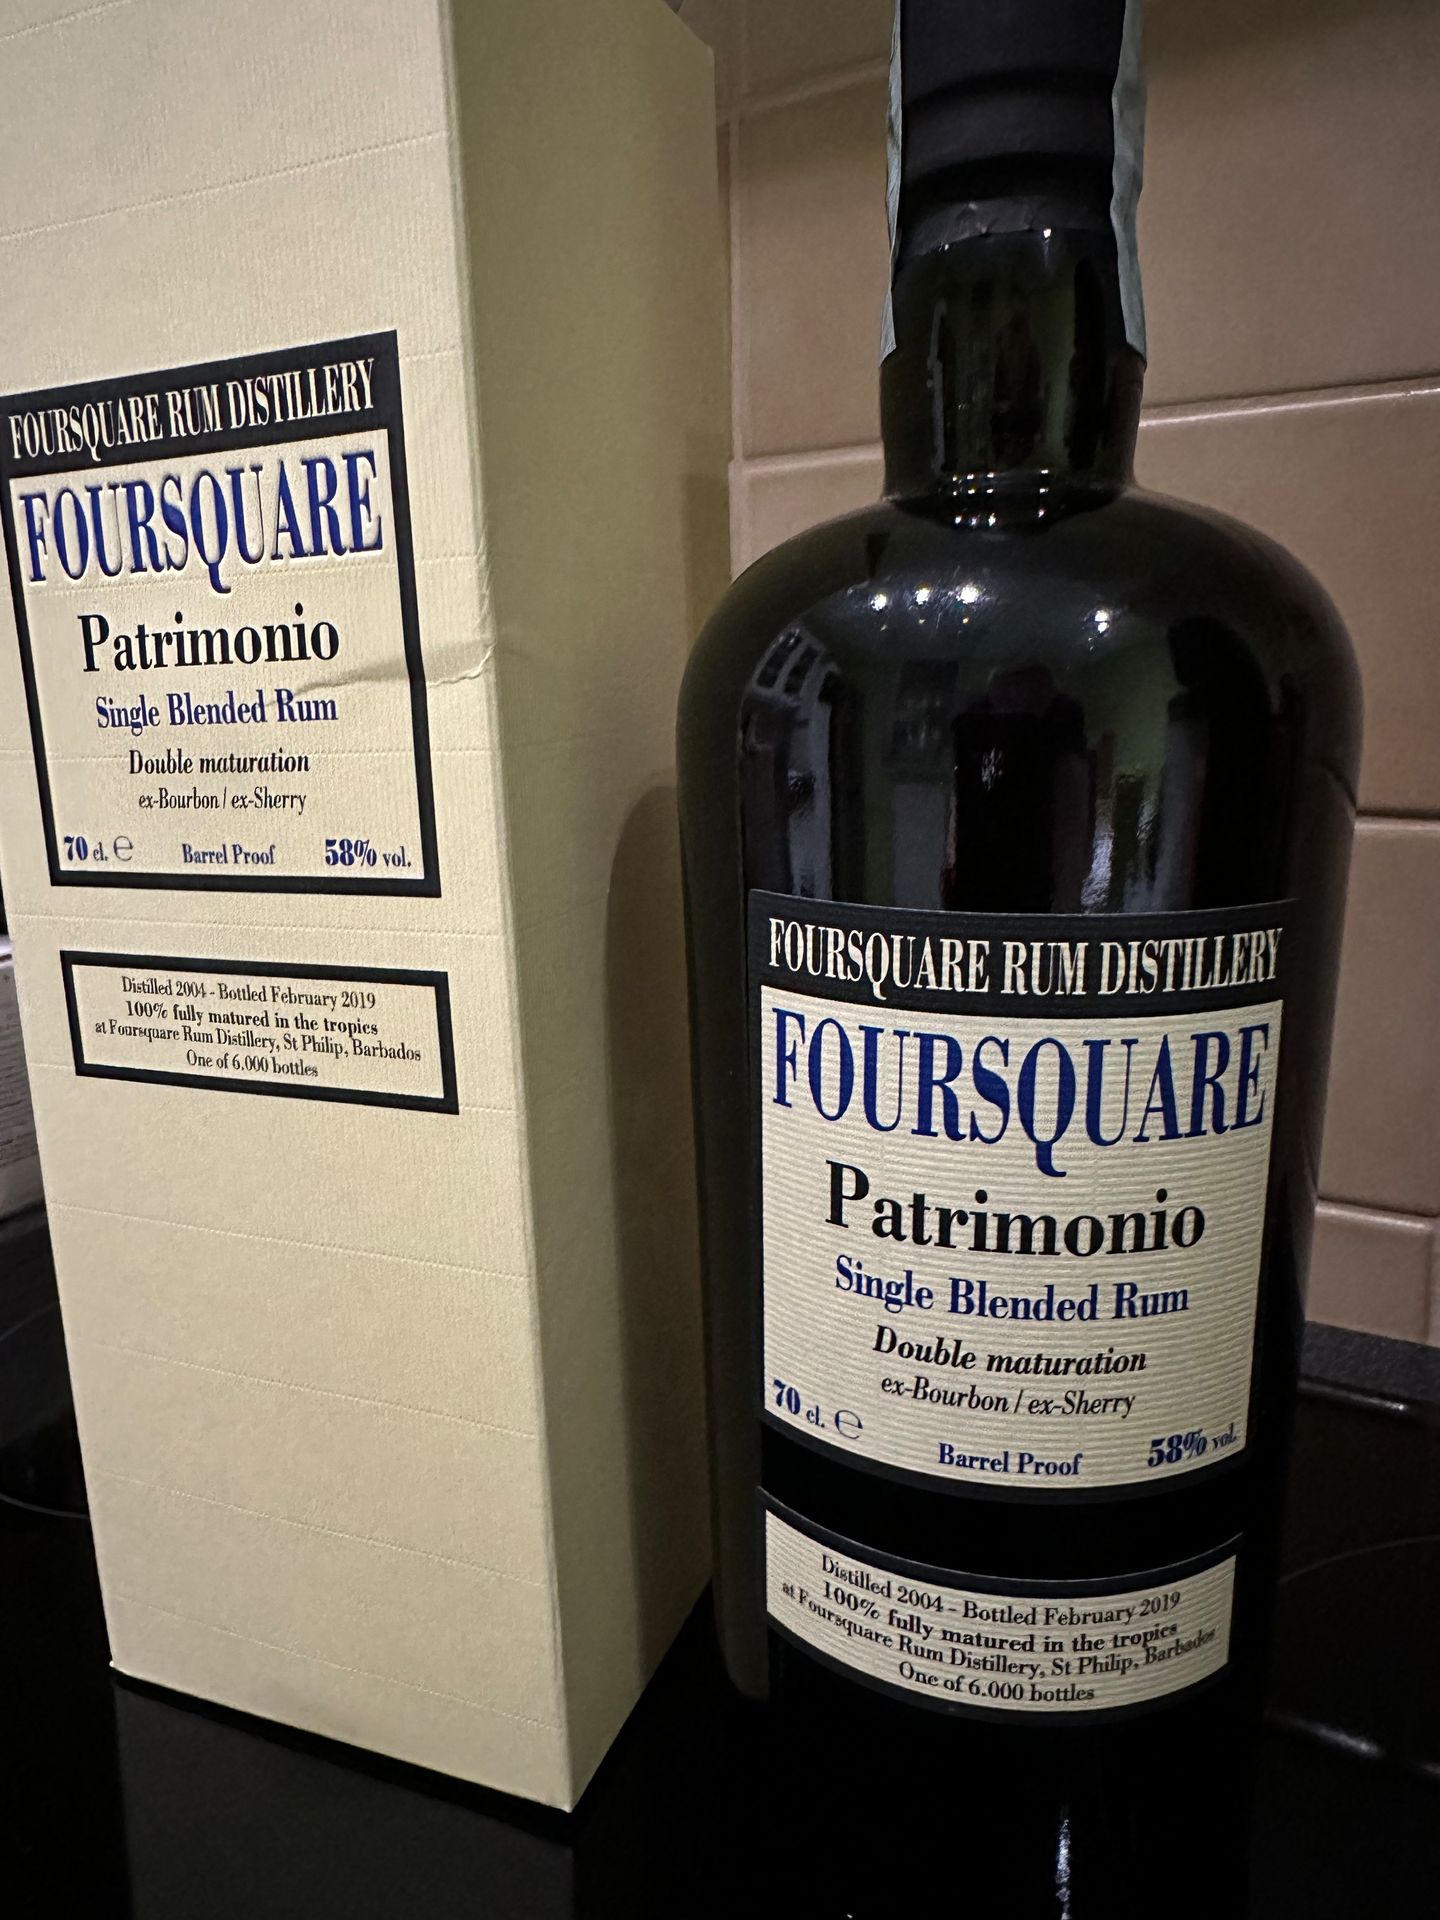 FOURSQUARE RUM DISTILLERY
FOURSQUARE
Patrimonio
Single Blended Rum
Double maturation
ex-Bourbon / ex-Sherry
70 cl. ℮ Barrel Proof 58% vol.
Distilled 2004 - Bottled February 2019
100% fully matured in the tropics
at Foursquare Rum Distillery, St Philip, Barbados
One of 6.000 bottles
FOURSQUARE RUM DISTILLERY
FOURSQUARE
Patrimonio
Single Blended Rum
Double maturation
ex-Bourbon / ex-Sherry
70 cl. ℮ Barrel Proof 58% vol.
Distilled 2004 - Bottled February 2019
100% fully matured in the tropics
at Foursquare Rum Distillery, St Philip, Barbados
One of 6.000 bottles